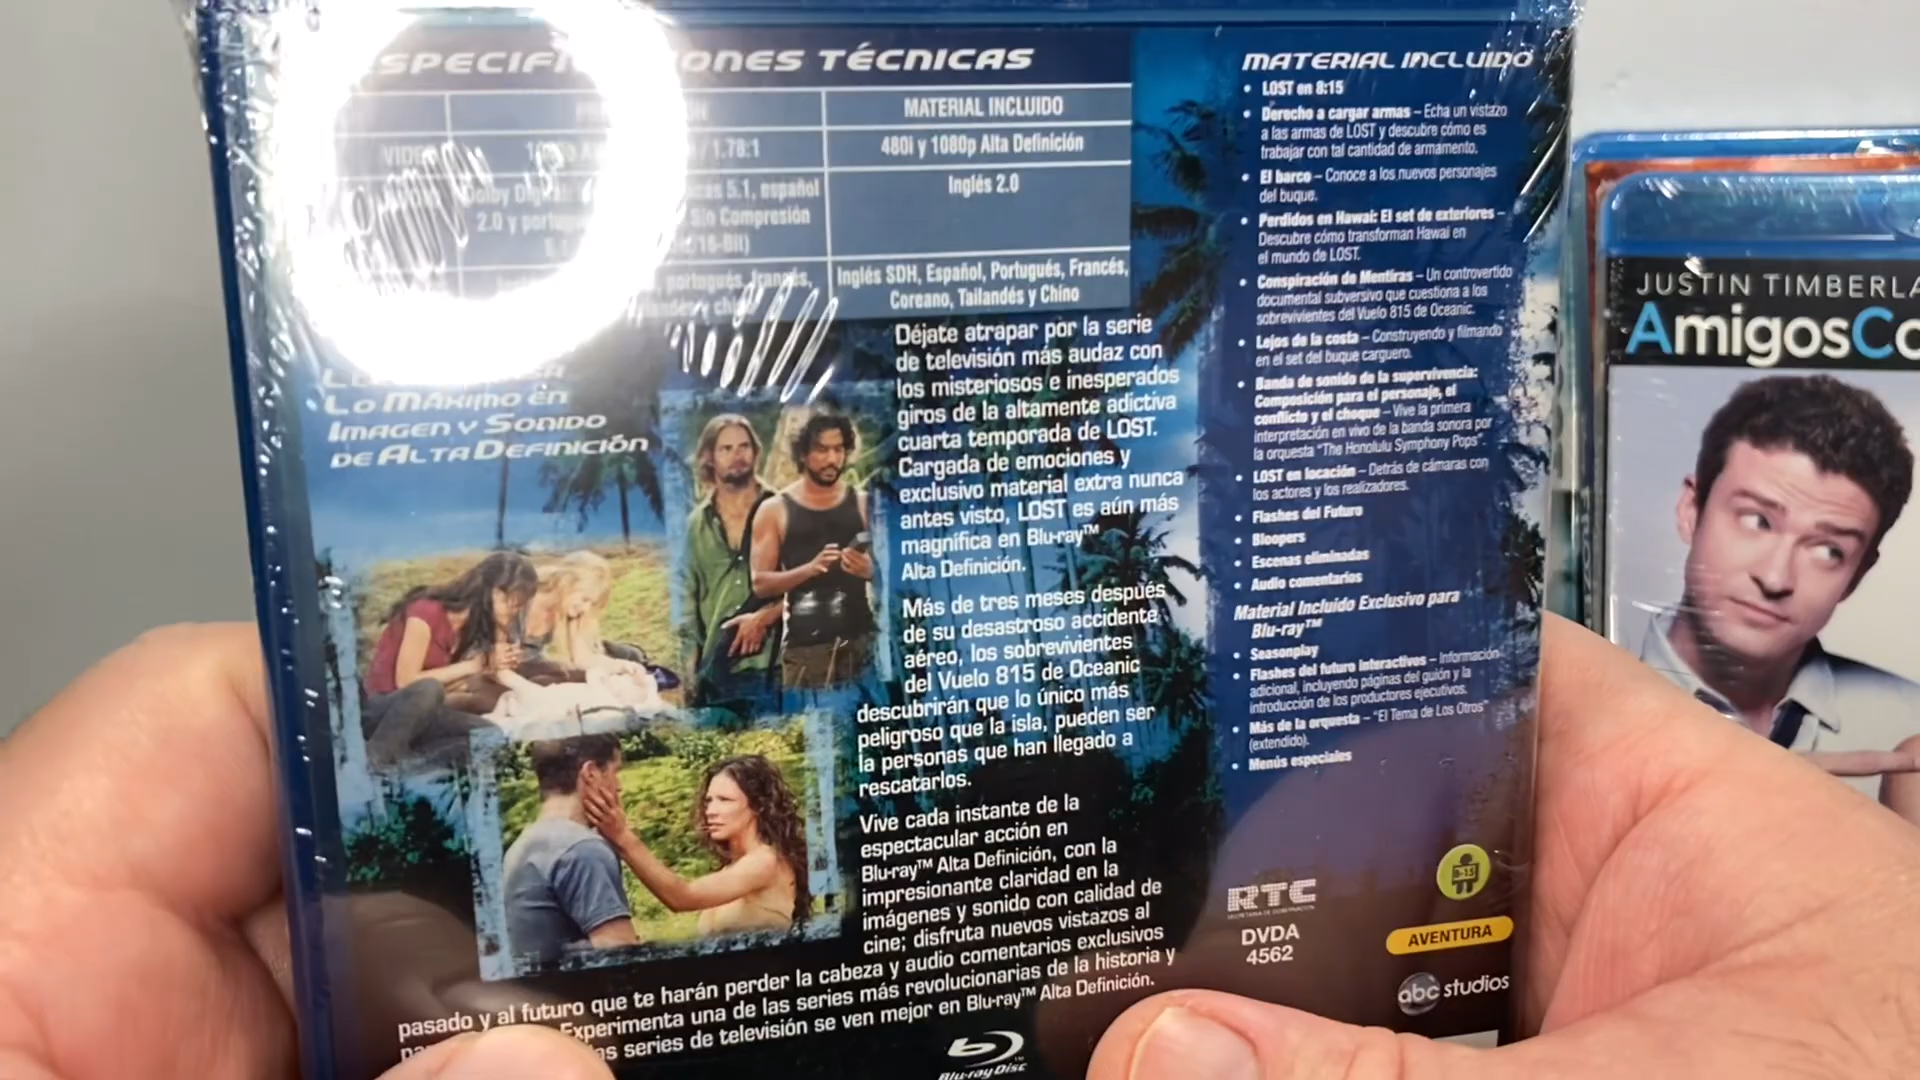 TÉCNICAS
MATERIAL INCLUIDO
480i y 1080p Alta Definición
1.78:1
Inglés 2.0
5.1, español
2.0 y
Sin Compresión
portugués, francés,
Inglés SDH, Español, Portugués, Francés,
Coreano, Tailandés y Chino
Lo Máximo en
Imagen y Sonido
de Alta Definición
Déjate atrapar por la serie
de televisión más audaz con
los misteriosos e inesperados
giros de la altamente adictiva
cuarta temporada de LOST.
Cargada de emociones y
exclusivo material extra nunca
antes visto, LOST es aún más
magnífica en Blu-ray™
Alta Definición.
Más de tres meses después
de su desastroso accidente
aéreo, los sobrevivientes
del Vuelo 815 de Oceanic
descubrirán que lo único más
peligroso que la isla, pueden ser
la personas que han llegado a
rescatarlos.
Vive cada instante de la
espectacular acción en
Blu-ray™ Alta Definición, con la
impresionante claridad en la
imágenes y sonido con calidad de
cine; disfruta nuevos vistazos al
pasado y al futuro que te harán perder la cabeza y audio comentarios exclusivos
Experimenta una de las series más revolucionarias de la historia y
series de televisión se ven mejor en Blu-ray™ Alta Definición.
Blu-ray Disc
MATERIAL INCLUIDO
• LOST en 8:15
• Derecho a cargar armas – Echa un vistazo
a las armas de LOST y descubre cómo es
trabajar con tal cantidad de armamento.
• El barco – Conoce a los nuevos personajes
del buque.
• Perdidos en Hawai: El set de exteriores –
Descubre cómo transforman Hawai en
el mundo de LOST.
• Conspiración de Mentiras – Un controvertido
documental subversivo que cuestiona a los
sobrevivientes del Vuelo 815 de Oceanic.
• Lejos de la costa – Construyendo y filmando
en el set del buque carguero.
• Banda de sonido de la supervivencia:
Composición para el personaje, el
conflicto y el choque – Vive la primera
interpretación en vivo de la banda sonora por
la orquesta "The Honolulu Symphony Pops".
• LOST en locación – Detrás de cámaras con
los actores y los realizadores.
• Flashes del Futuro
• Bloopers
• Escenas eliminadas
• Audio comentarios
Material Incluido Exclusivo para
Blu-ray™
• Seasonplay
• Flashes del futuro interactivos – Información
adicional, incluyendo páginas del guión y la
introducción de los productores ejecutivos.
• Más de la orquesta – "El Tema de Los Otros"
(extendido).
• Menús especiales
RTC
DVDA
4562
B-15
AVENTURA
abc studios
JUSTIN
Amigos